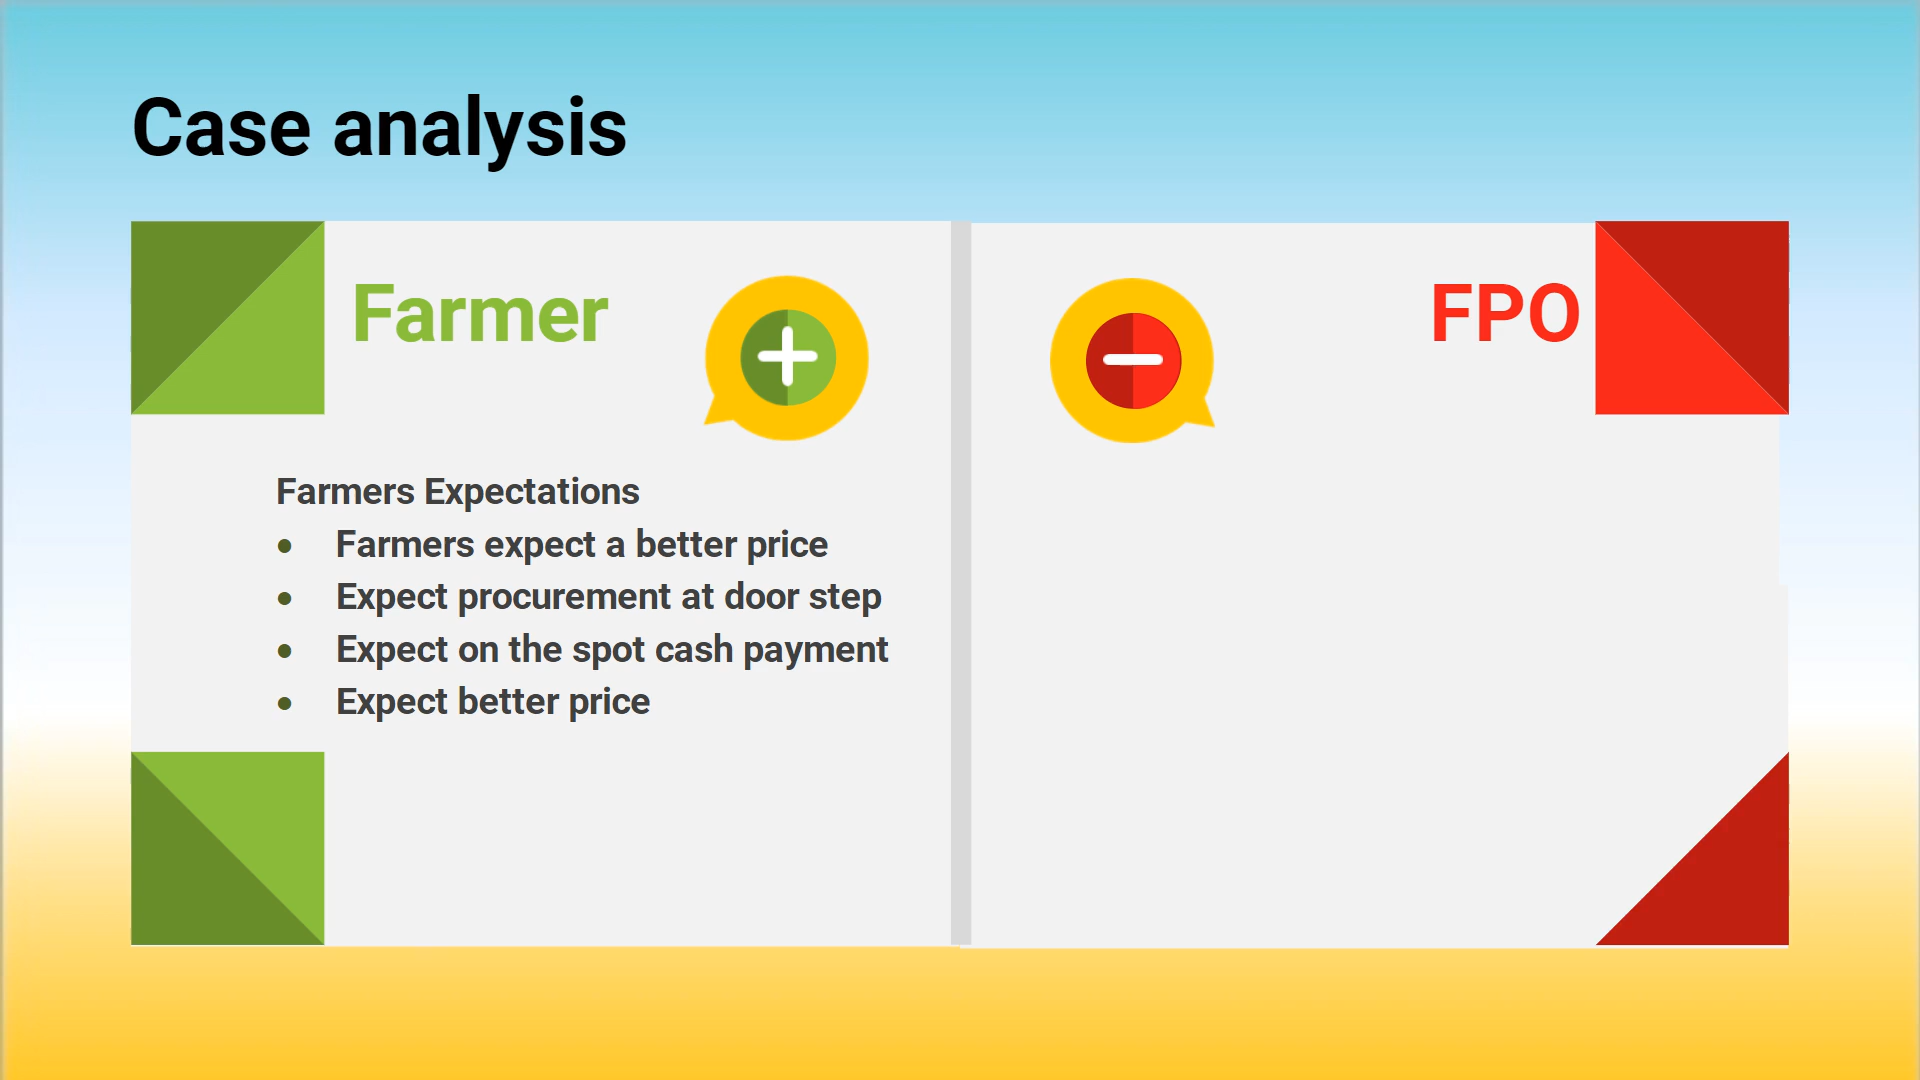 Case analysis
Farmer
FPO
Farmers Expectations
• Farmers expect a better price
• Expect procurement at door step
• Expect on the spot cash payment
• Expect better price